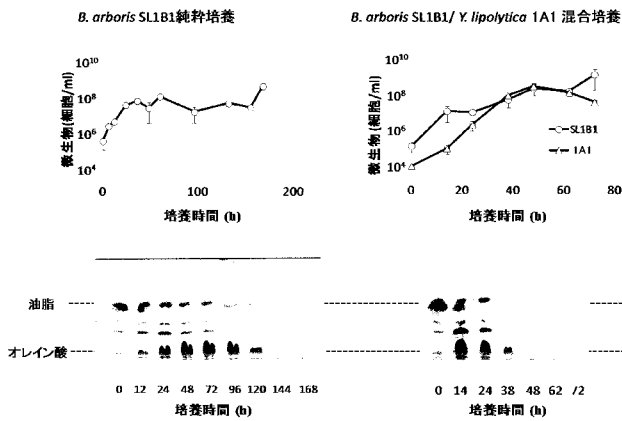 B. arboris SL1B1純粋培養
微生物(細胞/ml)
10¹⁰
10⁸
10⁶
10⁴
0 100 200
培養時間 (h)
B. arboris SL1B1/ Y. lipolytica 1A1 混合培養
微生物(細胞/ml)
10¹⁰
10⁸
10⁶
10⁴
SL1B1
1A1
0 20 40 60 80
培養時間 (h)
油脂
オレイン酸
0 12 24 48 72 96 120 144 168
培養時間 (h)
0 14 24 38 48 62 /2
培養時間 (h)